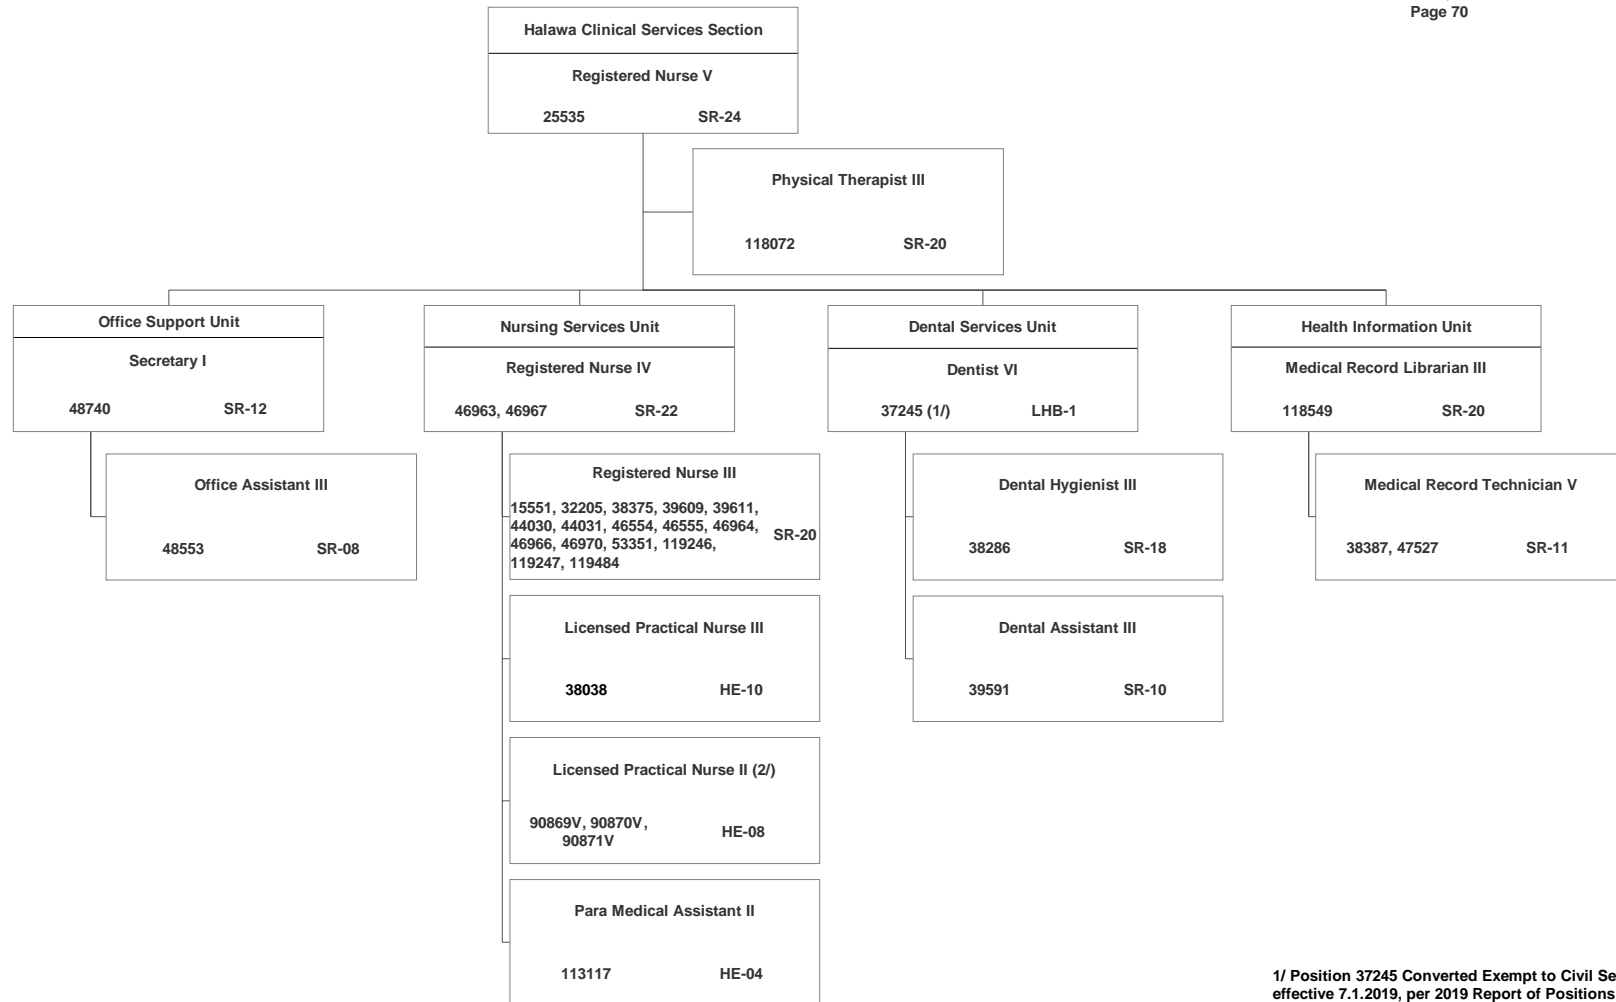 Page 70
Halawa Clinical Services Section
Registered Nurse V
25535 SR-24
Physical Therapist III
118072 SR-20
Office Support Unit
Secretary I
48740 SR-12
Office Assistant III
48553 SR-08
Nursing Services Unit
Registered Nurse IV
46963, 46967 SR-22
Registered Nurse III
15551, 32205, 38375, 39609, 39611,
44030, 44031, 46554, 46555, 46964,
46966, 46970, 53351, 119246,
119247, 119484
SR-20
Licensed Practical Nurse III
38038 HE-10
Licensed Practical Nurse II (2/)
90869V, 90870V,
90871V
HE-08
Para Medical Assistant II
113117 HE-04
Dental Services Unit
Dentist VI
37245 (1/) LHB-1
Dental Hygienist III
38286 SR-18
Dental Assistant III
39591 SR-10
Health Information Unit
Medical Record Librarian III
118549 SR-20
Medical Record Technician V
38387, 47527 SR-11
1/ Position 37245 Converted Exempt to Civil Se
effective 7.1.2019, per 2019 Report of Positions